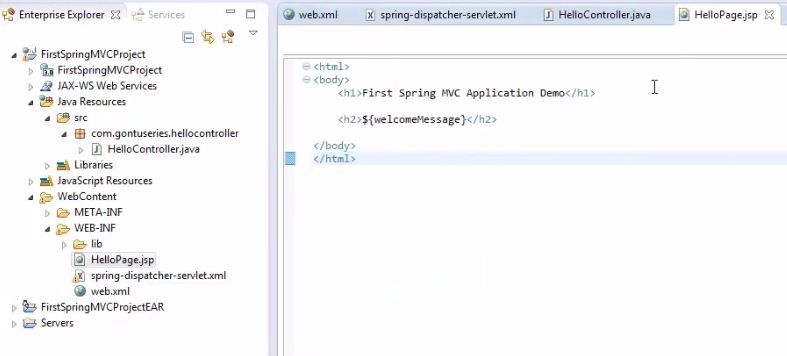 Enterprise Explorer
Services
FirstSpringMVCProject
FirstSpringMVCProject
JAX-WS Web Services
Java Resources
src
com.gontuseries.hellocontroller
HelloController.java
Libraries
JavaScript Resources
WebContent
META-INF
WEB-INF
lib
HelloPage.jsp
spring-dispatcher-servlet.xml
web.xml
FirstSpringMVCProjectEAR
Servers
web.xml
spring-dispatcher-servlet.xml
HelloController.java
HelloPage.jsp
<html>
<body>
<h1>First Spring MVC Application Demo</h1>
<h2>${welcomeMessage}</h2>
</body>
</html>